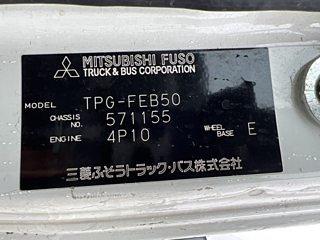 MITSUBISHI FUSO
TRUCK & BUS CORPORATION
MODEL TPG-FEB50
CHASSIS NO. 571155
ENGINE 4P10 WHEEL BASE E
三菱ふそうトラック・バス株式会社